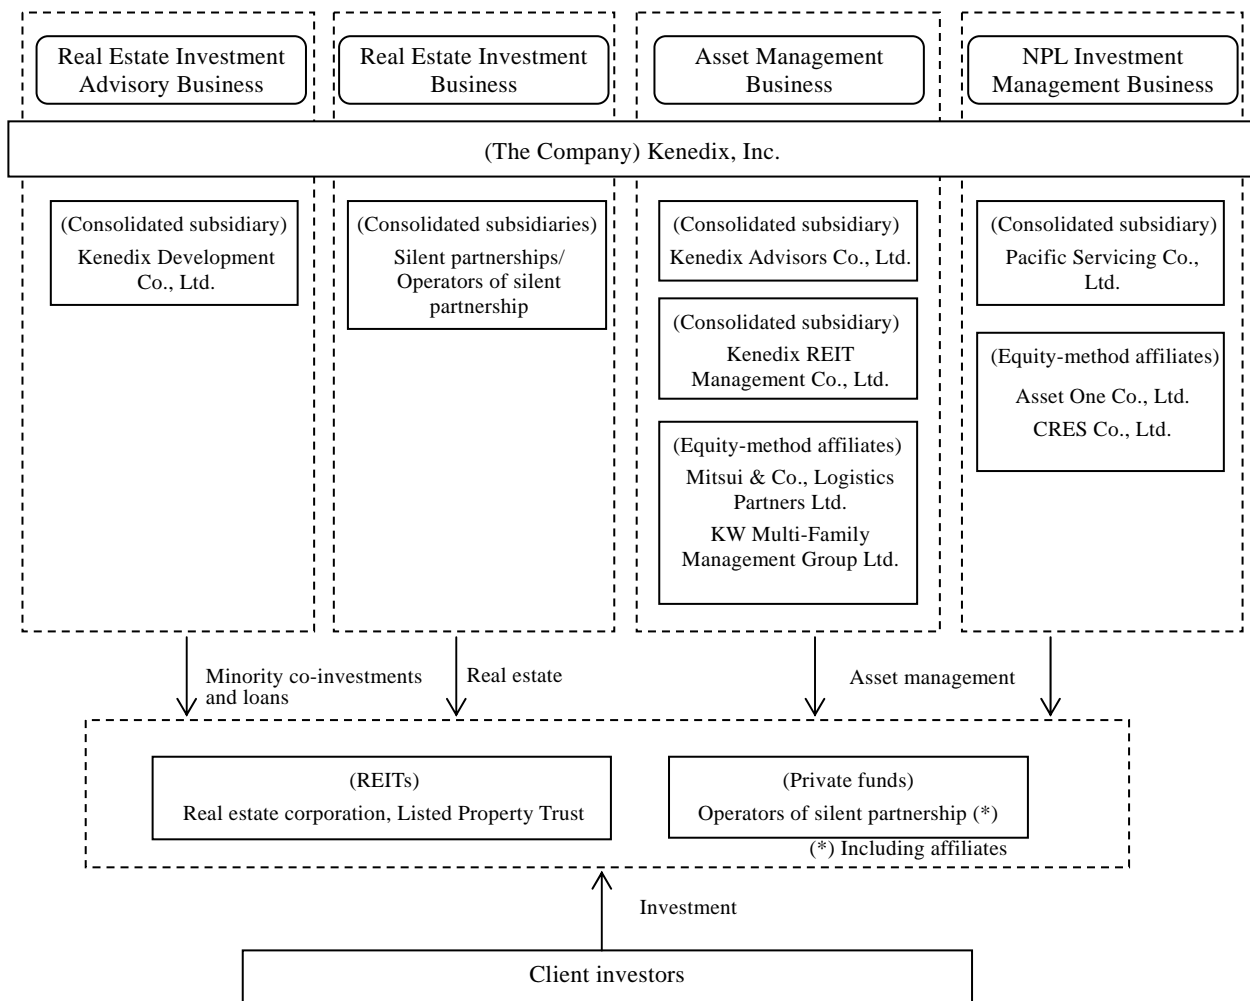 Real Estate Investment
Advisory Business
Real Estate Investment
Business
Asset Management
Business
NPL Investment
Management Business
(The Company) Kenedix, Inc.
(Consolidated subsidiary)
Kenedix Development
Co., Ltd.
(Consolidated subsidiaries)
Silent partnerships/
Operators of silent
partnership
(Consolidated subsidiary)
Kenedix Advisors Co., Ltd.
(Consolidated subsidiary)
Kenedix REIT
Management Co., Ltd.
(Equity-method affiliates)
Mitsui & Co., Logistics
Partners Ltd.
KW Multi-Family
Management Group Ltd.
(Consolidated subsidiary)
Pacific Servicing Co.,
Ltd.
(Equity-method affiliates)
Asset One Co., Ltd.
CRES Co., Ltd.
Minority co-investments
and loans
Real estate
Asset management
(REITs)
Real estate corporation, Listed Property Trust
(Private funds)
Operators of silent partnership (*)
(*) Including affiliates
Investment
Client investors